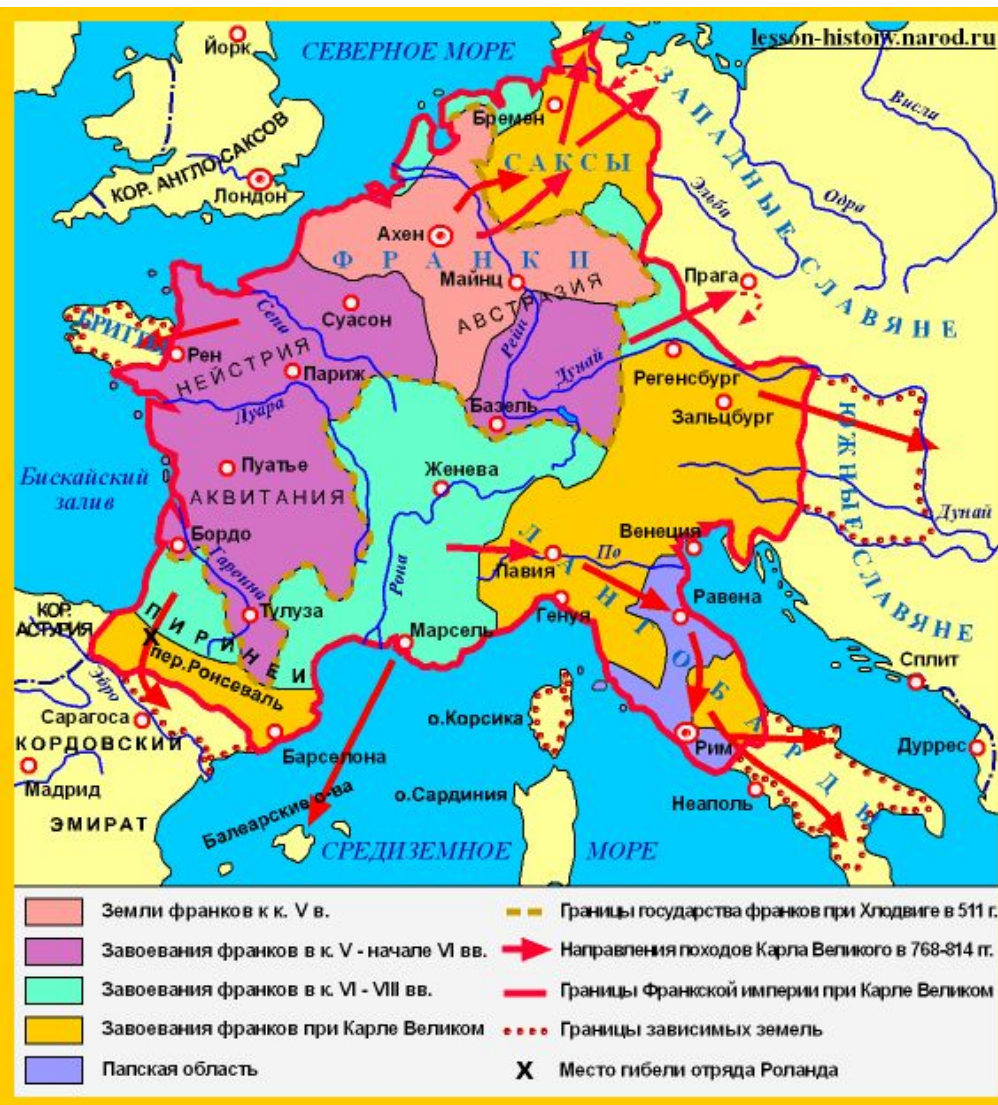 lesson-history.narod.ru
Йорк
СЕВЕРНОЕ МОРЕ
КОР. АНГЛО-САКСОВ
Лондон
Бремен
САКСЫ
ЗАПАДНЫЕ СЛАВЯНЕ
Висла
Одра
Эльба
Ахен
ФРАНКИ
Майнц
АВСТРАЗИЯ
Прага
Суасон
Сена
Рейн
БРИТТЫ
Рен
НЕЙСТРИЯ
Париж
Луара
Дунай
Регенсбург
Базель
Зальцбург
ЮЖНЫЕ СЛАВЯНЕ
Бискайский
залив
Пуатье
АКВИТАНИЯ
Женева
Дунай
Бордо
Гаронна
Рона
Венеция
ЛАНГОБАРДЫ
По
Павия
Равена
Генуя
КОР.
АСТУРИЯ
ПИРИНЕИ
Тулуза
Марсель
пер.Ронсеваль
Эбро
Сплит
Сарагоса
КОРДОВСКИЙ
Барселона
о.Корсика
Рим
Дуррес
Мадрид
ЭМИРАТ
Балеарские о-ва
о.Сардиния
Неаполь
СРЕДИЗЕМНОЕ МОРЕ
Земли франков к к. V в.
Завоевания франков в к. V - начале VI вв.
Завоевания франков в к. VI - VIII вв.
Завоевания франков при Карле Великом
Папская область
Границы государства франков при Хлодвиге в 511 г.
Направления походов Карла Великого в 768-814 гг.
Границы Франкской империи при Карле Великом
Границы зависимых земель
X Место гибели отряда Роланда